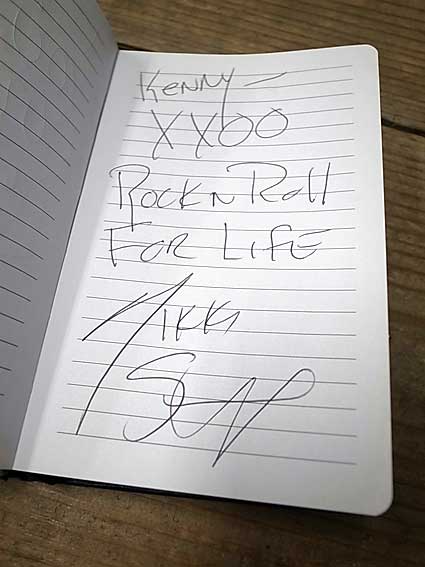 Kenny –
XXOO
Rock N Roll
For Life
Nikki